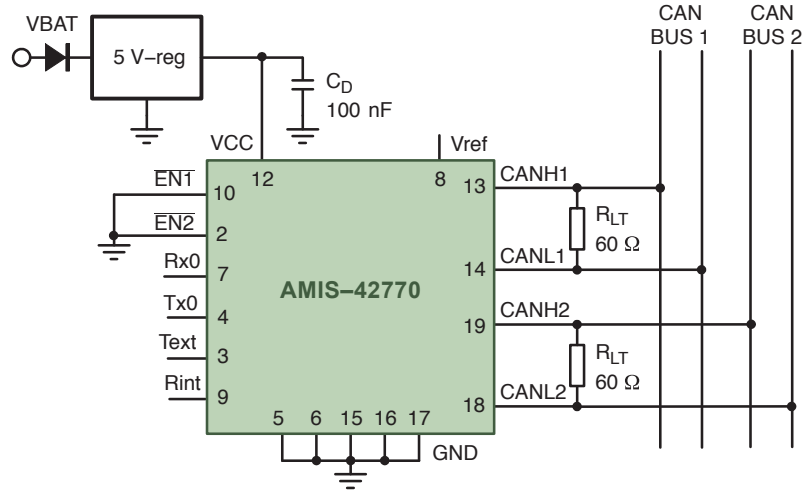 VBAT
5 V–reg
C_D
100 nF
CAN
BUS 1
CAN
BUS 2
VCC
12
Vref
8
EN1
10
EN2
2
Rx0
7
Tx0
4
Text
3
Rint
9
AMIS–42770
13
CANH1
14
CANL1
19
CANH2
18
CANL2
R_LT
60 Ω
R_LT
60 Ω
5 6 15 16 17
GND